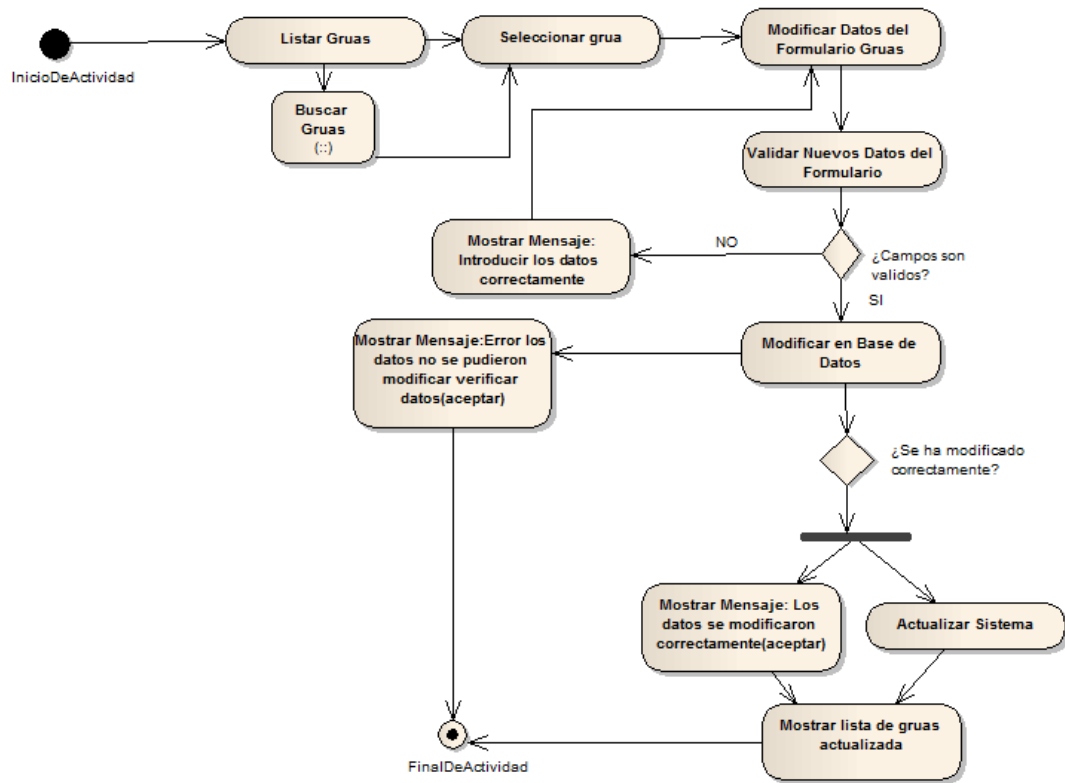 Listar Gruas
Seleccionar grua
Modificar Datos del
Formulario Gruas
InicioDeActividad
Buscar
Gruas
(::)
Validar Nuevos Datos del
Formulario
Mostrar Mensaje:
Introducir los datos
correctamente
NO
¿Campos son
validos?
SI
Mostrar Mensaje:Error los
datos no se pudieron
modificar verificar
datos(aceptar)
Modificar en Base de
Datos
¿Se ha modificado
correctamente?
Mostrar Mensaje: Los
datos se modificaron
correctamente(aceptar)
Actualizar Sistema
Mostrar lista de gruas
actualizada
FinalDeActividad